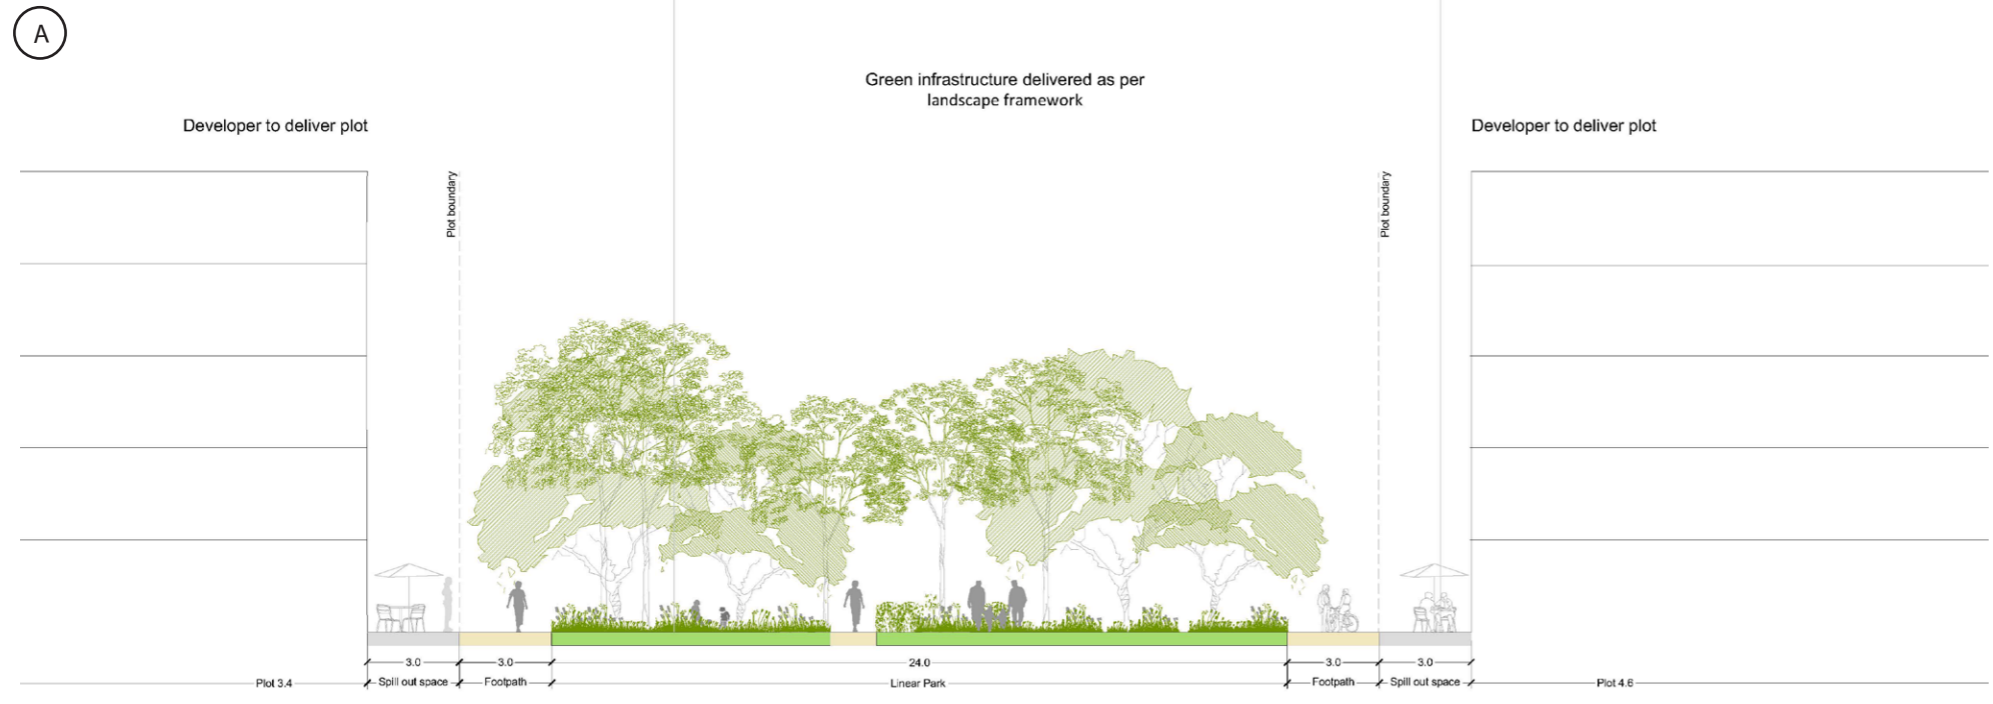 A
Green infrastructure delivered as per
landscape framework
Developer to deliver plot
Developer to deliver plot
Plot boundary
Plot boundary
3.0
3.0
24.0
3.0
3.0
Plot 3.4
Spill out space
Footpath
Linear Park
Footpath
Spill out space
Plot 4.6